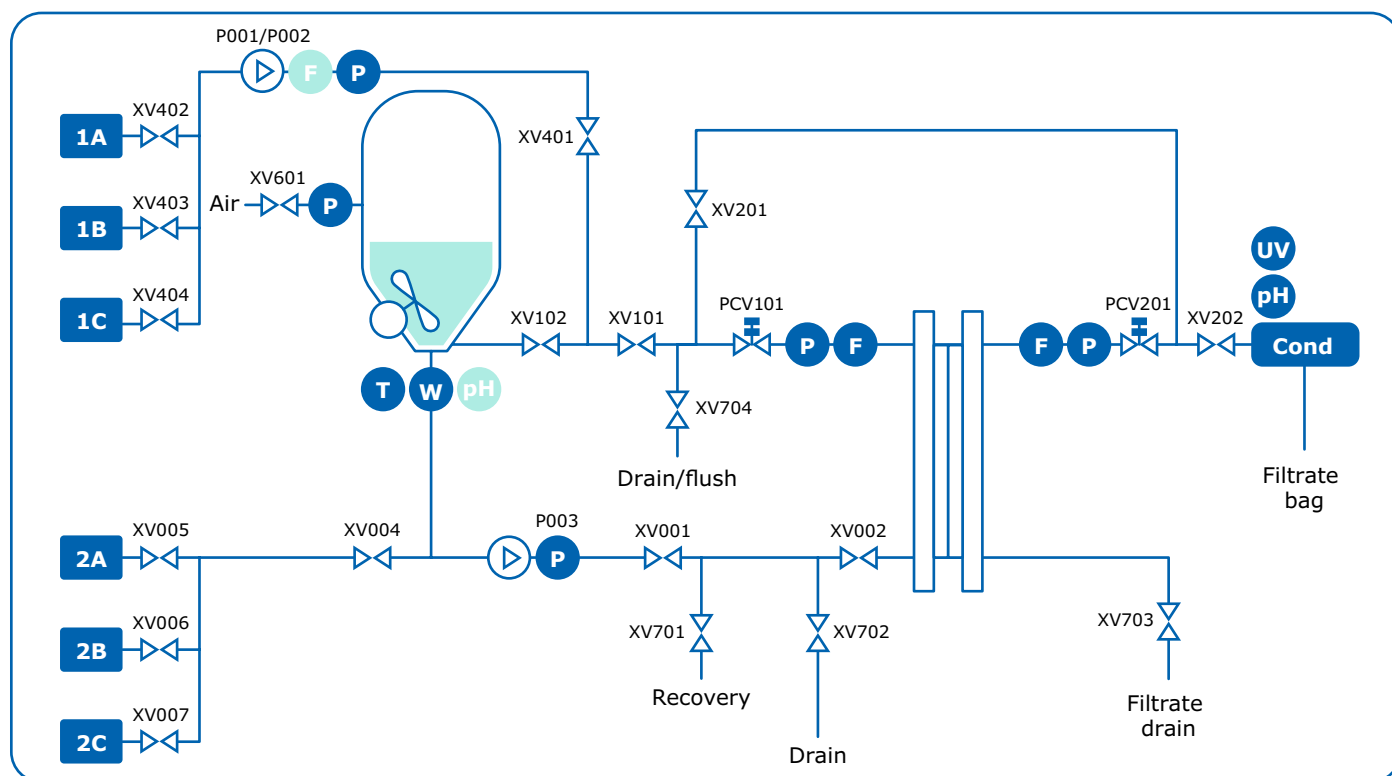 P001/P002
F
P
XV402
1A
XV401
XV601
Air
P
XV403
1B
XV201
UV
pH
XV404
1C
XV102
XV101
PCV101
P
F
F
P
PCV201
XV202
Cond
T
W
pH
XV704
Drain/flush
Filtrate
bag
XV005
2A
XV004
P003
P
XV001
XV002
XV006
2B
XV701
XV702
XV703
Recovery
Filtrate
drain
XV007
2C
Drain